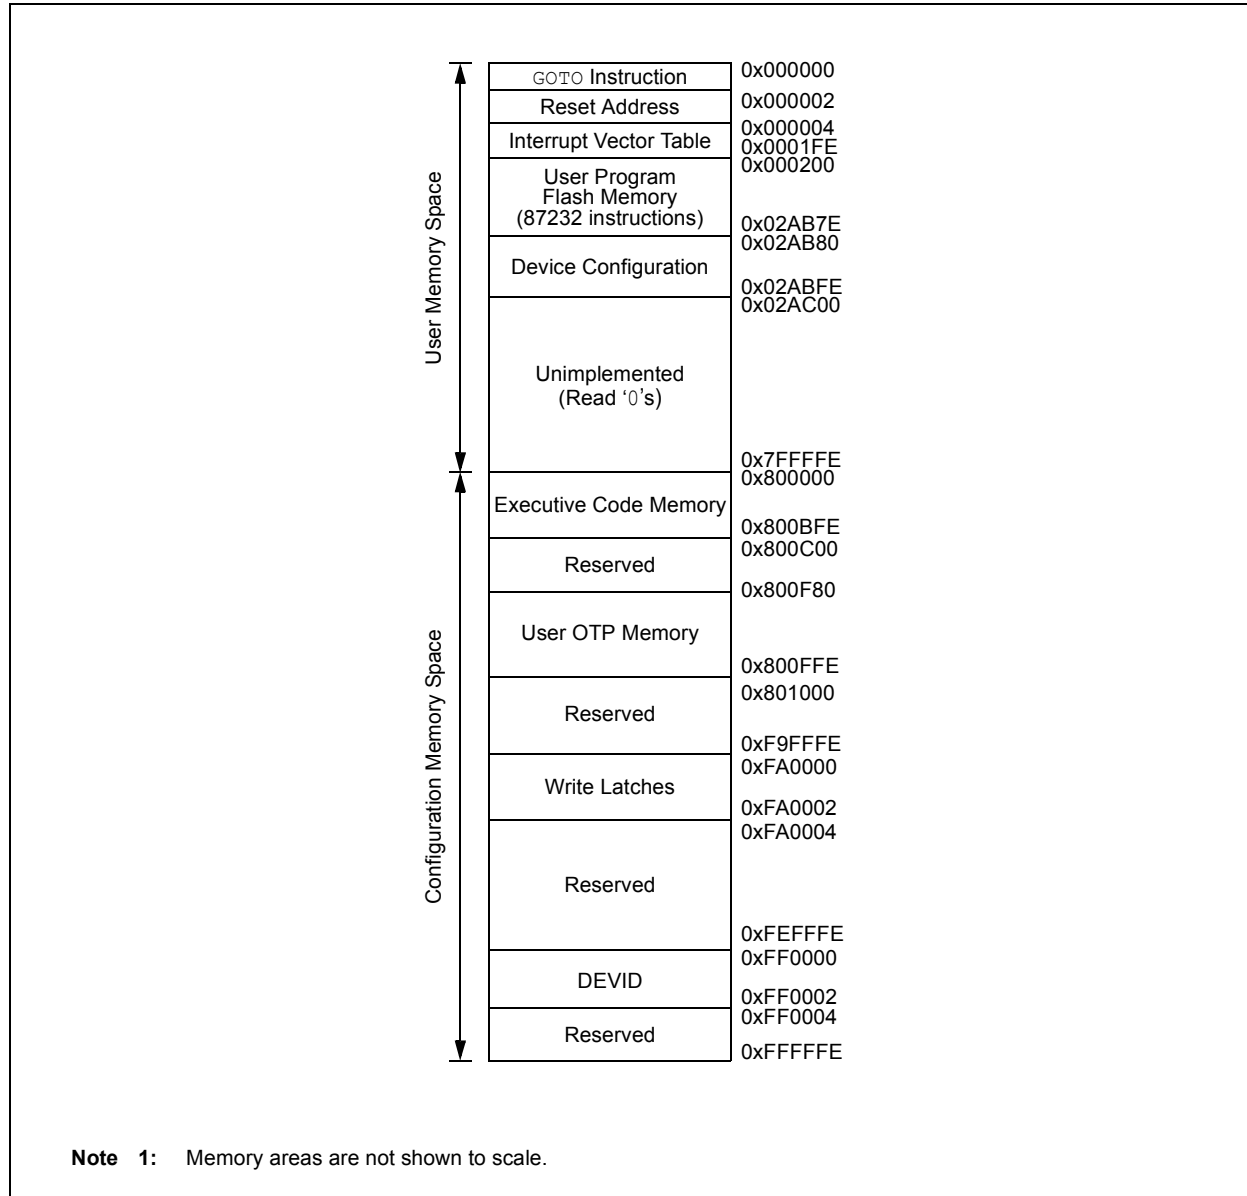 GOTO Instruction
0x000000
Reset Address
0x000002
Interrupt Vector Table
0x000004
0x0001FE
User Program
Flash Memory
(87232 instructions)
0x000200
0x02AB7E
Device Configuration
0x02AB80
0x02ABFE
Unimplemented
(Read ‘0’s)
0x02AC00
0x7FFFFE
User Memory Space
Executive Code Memory
0x800000
0x800BFE
Reserved
0x800C00
User OTP Memory
0x800F80
0x800FFE
Reserved
0x801000
0xF9FFFE
Write Latches
0xFA0000
0xFA0002
Reserved
0xFA0004
0xFEFFFE
DEVID
0xFF0000
0xFF0002
Reserved
0xFF0004
0xFFFFFE
Configuration Memory Space
Note 1: Memory areas are not shown to scale.